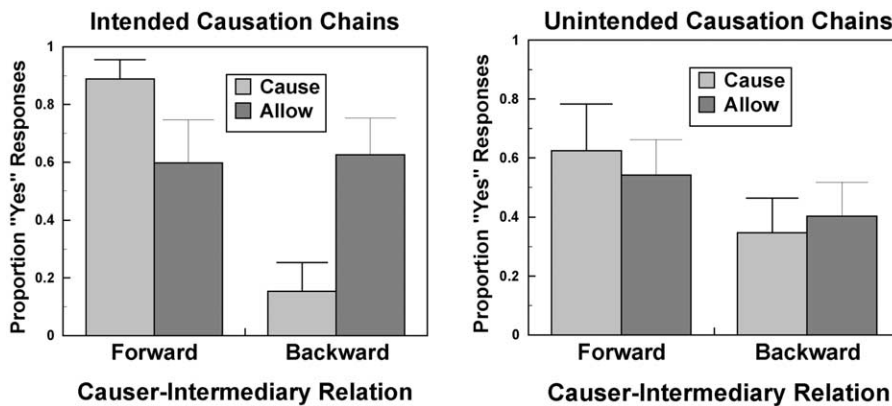 Intended Causation Chains
Proportion "Yes" Responses
1
0.8
0.6
0.4
0.2
0
Cause
Allow
Forward Backward
Causer-Intermediary Relation
Unintended Causation Chains
Proportion "Yes" Responses
1
0.8
0.6
0.4
0.2
0
Cause
Allow
Forward Backward
Causer-Intermediary Relation